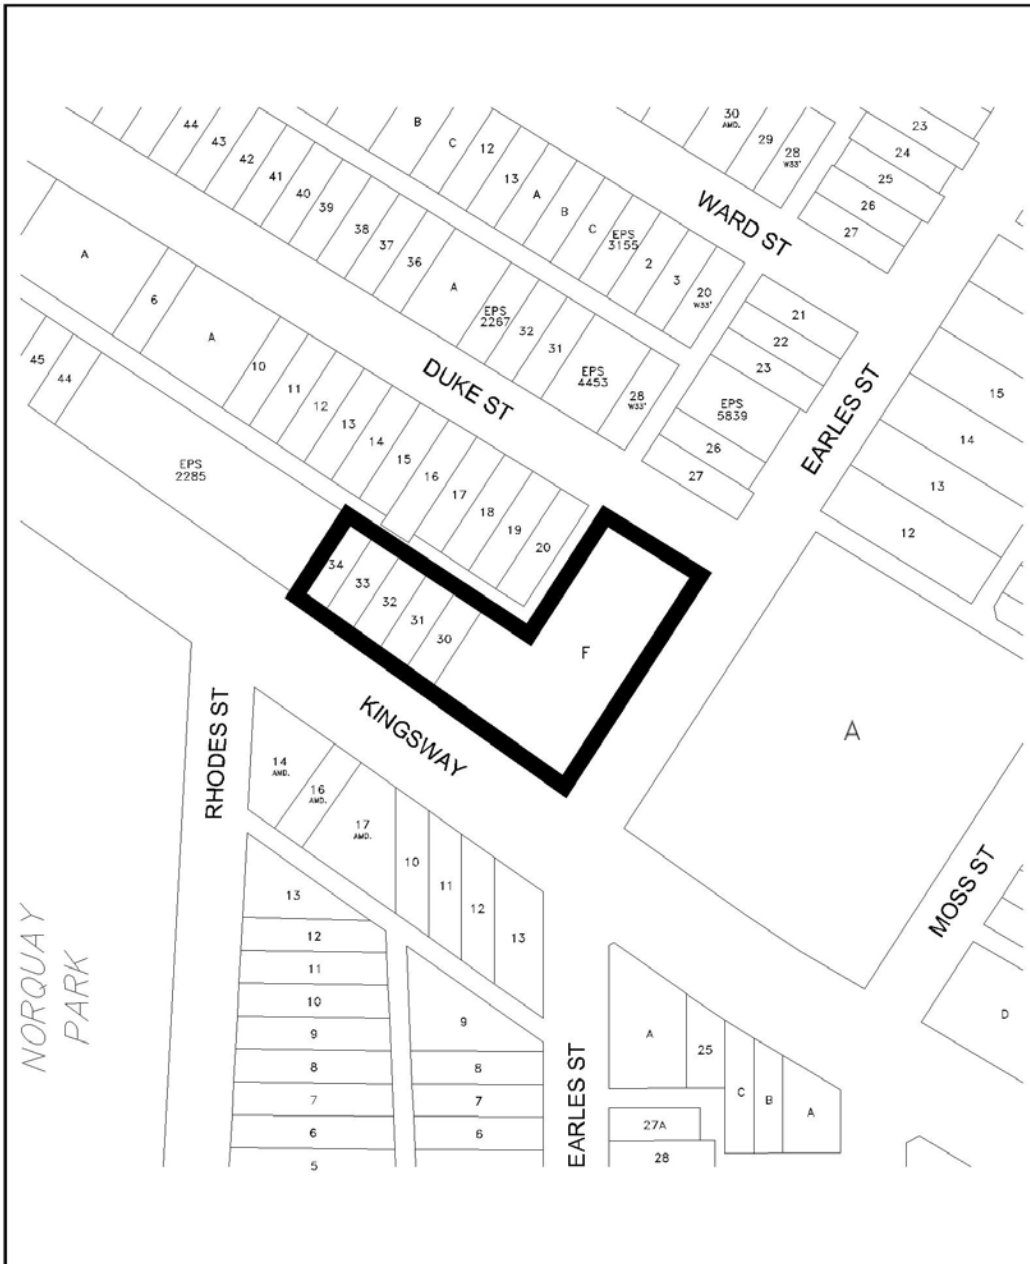 30
AMD.
29
28
W33'
23
24
25
26
27
B
C
12
13
A
B
C
EPS
3155
2
3
20
W33'
WARD ST
44
43
42
41
40
39
38
37
36
A
EPS
2267
32
31
EPS
4453
28
W33'
21
22
23
EPS
5839
26
27
EARLES ST
15
14
13
12
A
6
A
10
11
12
13
14
15
16
17
18
19
20
DUKE ST
45
44
EPS
2285
34
33
32
31
30
F
A
KINGSWAY
RHODES ST
14
AMD.
16
AMD.
17
AMD.
10
11
12
13
MOSS ST
NORQUAY
PARK
13
12
11
10
9
8
7
6
5
9
8
7
6
EARLES ST
A
25
C
B
A
27A
28
D